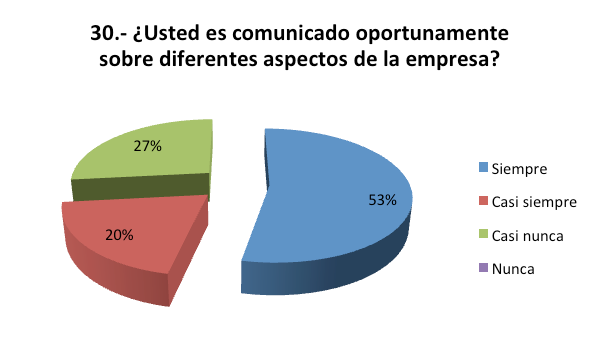 30.- ¿Usted es comunicado oportunamente
sobre diferentes aspectos de la empresa?
27%
53%
20%
Siempre
Casi siempre
Casi nunca
Nunca